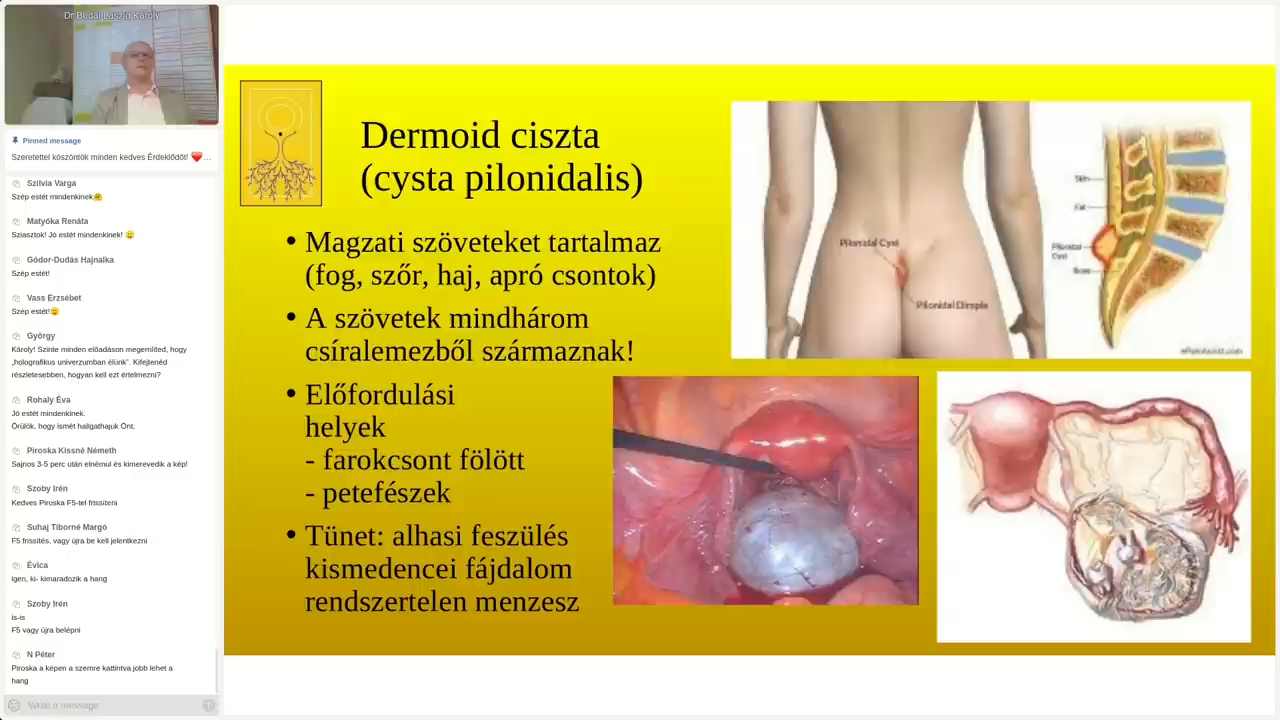 Dr Budai László Károly
Pinned message
Szeretettel köszöntök minden kedves Érdeklődőt! ❤️…
Szilvia Varga
Szép estét mindenkinek🤗
Matyóka Renáta
Sziasztok! Jó estét mindenkinek! 🙂
Gódor-Dudás Hajnalka
Szép estét!
Vass Erzsébet
Szép estét!🙂
György
Károly! Szinte minden előadáson megemlíted, hogy
„holografikus univerzumban élünk". Kifejtenéd
részletesebben, hogyan kell ezt értelmezni?
Rohaly Éva
Jó estét mindenkinek.
Örülök, hogy ismét hallgathajuk Önt.
Piroska Kissné Németh
Sajnos 3-5 perc után elnémul és kimerevedik a kép!
Szoby Irén
Kedves Piroska F5-tel frissíteni
Suhaj Tiborné Margó
F5 frissítés, vagy újra be kell jelentkezni
Évica
igen, ki- kimaradozik a hang
Szoby Irén
is-is
F5 vagy újra belépni
N Péter
Piroska a képen a szemre kattintva jobb lehet a
hang
Write a message
Dermoid ciszta
(cysta pilonidalis)
• Magzati szöveteket tartalmaz
(fog, szőr, haj, apró csontok)
• A szövetek mindhárom
csíralemezből származnak!
• Előfordulási
helyek
- farokcsont fölött
- petefészek
• Tünet: alhasi feszülés
kismedencei fájdalom
rendszertelen menzesz
Pilonidal Cyst
Pilonidal Dimple
Skin
Fat
Pilonidal
Cyst
Bone